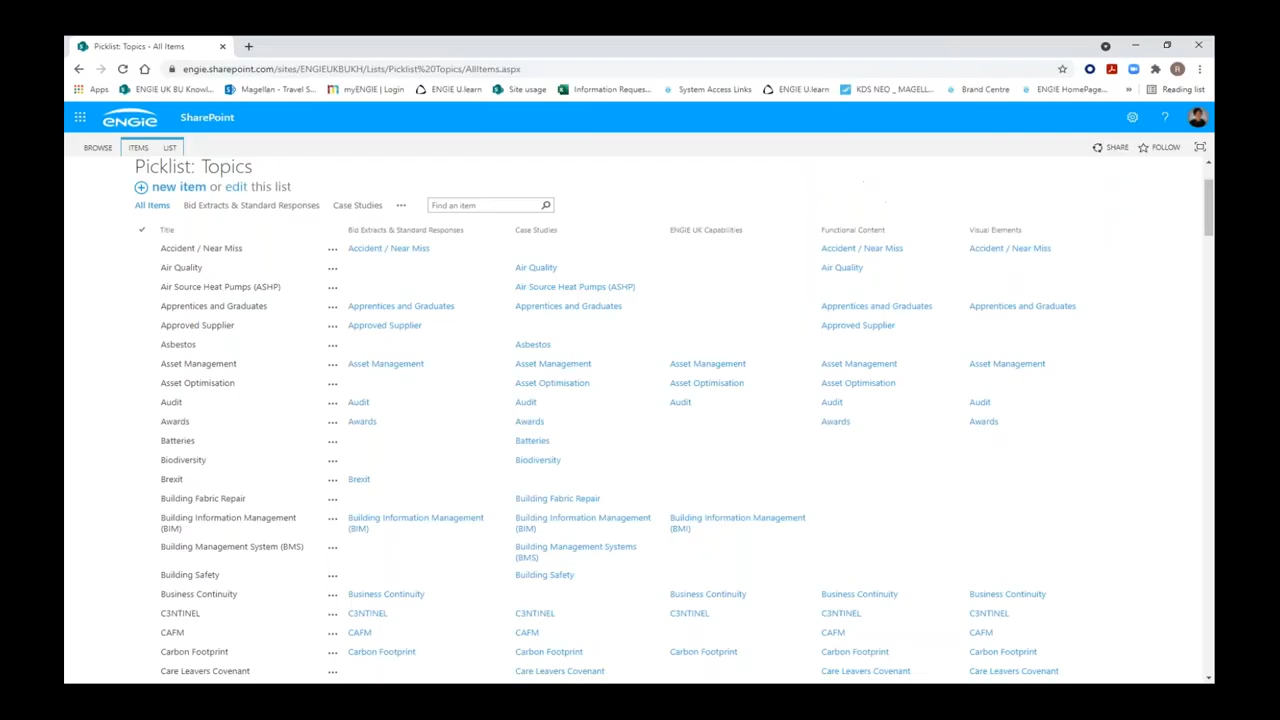 Picklist: Topics - All Items
engie.sharepoint.com/sites/ENGIEUKBUKH/Lists/Picklist%20Topics/AllItems.aspx
R
Apps ENGIE UK BU Knowl... Magellan - Travel S... myENGIE | Login ENGIE U.learn Site usage Information Reques... System Access Links ENGIE U.learn KDS NEO _ MAGELL... Brand Centre ENGIE HomePage... » Reading list
ENGIE SharePoint ?
BROWSE ITEMS LIST SHARE FOLLOW
Picklist: Topics
new item or edit this list
All Items Bid Extracts & Standard Responses Case Studies ... Find an item
Title Bid Extracts & Standard Responses Case Studies ENGIE UK Capabilities Functional Content Visual Elements
Accident / Near Miss ... Accident / Near Miss Accident / Near Miss Accident / Near Miss
Air Quality ... Air Quality Air Quality
Air Source Heat Pumps (ASHP) ... Air Source Heat Pumps (ASHP)
Apprentices and Graduates ... Apprentices and Graduates Apprentices and Graduates Apprentices anad Graduates Apprentices and Graduates
Approved Supplier ... Approved Supplier Approved Supplier
Asbestos ... Asbestos
Asset Management ... Asset Management Asset Management Asset Management Asset Management Asset Management
Asset Optimisation ... Asset Optimisation Asset Optimisation Asset Optimisation
Audit ... Audit Audit Audit Audit Audit
Awards ... Awards Awards Awards Awards
Batteries ... Batteries
Biodiversity ... Biodiversity
Brexit ... Brexit
Building Fabric Repair ... Building Fabric Repair
Building Information Management ... Building Information Management Building Information Management Building Information Management
(BIM) (BIM) (BIM) (BMI)
Building Management System (BMS) ... Building Management Systems
(BMS)
Building Safety ... Building Safety
Business Continuity ... Business Continuity Business Continuity Business Continuity Business Continuity
C3NTINEL ... C3NTINEL C3NTINEL C3NTINEL C3NTINEL C3NTINEL
CAFM ... CAFM CAFM CAFM CAFM
Carbon Footprint ... Carbon Footprint Carbon Footprint Carbon Footprint Carbon Footprint Carbon Footprint
Care Leavers Covenant ... Care Leavers Covenant Care Leavers Covenant Care Leavers Covenant